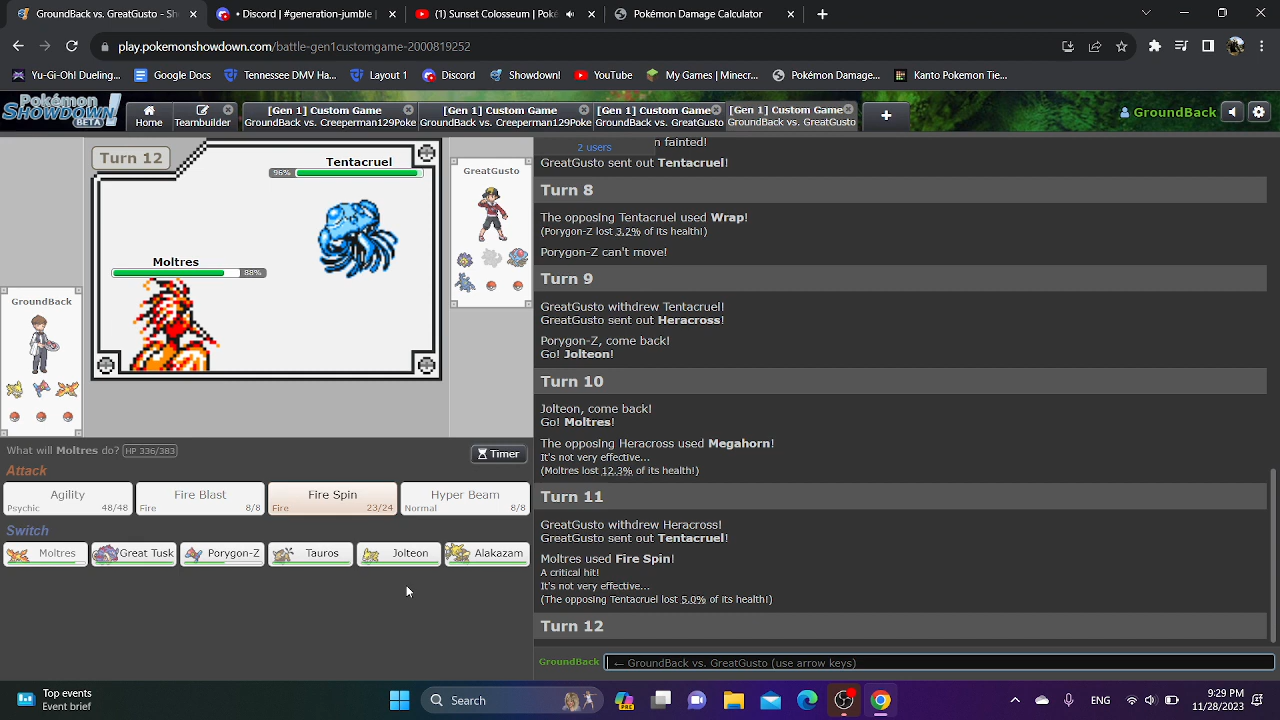 GroundBack vs. GreatGusto - Sh
• Discord | #generation-jumble |
(1) Sunset Colosseum | Poké
Pokémon Damage Calculator
play.pokemonshowdown.com/battle-gen1customgame-2000819252
Yu-Gi-Oh! Dueling...
Google Docs
Tennessee DMV Ha...
Layout 1
Discord
Showdown!
YouTube
My Games | Minecr...
Pokémon Damage...
Kanto Pokemon Tie...
Pokémon
Showdown!
BETA
Home
Teambuilder
[Gen 1] Custom Game
GroundBack vs. Creeperman129Poke
[Gen 1] Custom Game
GroundBack vs. Creeperman129Poke
[Gen 1] Custom Game
GroundBack vs. GreatGusto
[Gen 1] Custom Game
GroundBack vs. GreatGusto
GroundBack
Turn 12
Tentacruel
96%
Moltres
88%
GreatGusto
GroundBack
2 users
n fainted!
GreatGusto sent out Tentacruel!
Turn 8
The opposing Tentacruel used Wrap!
(Porygon-Z lost 3.2% of its health!)
Porygon-Z can't move!
Turn 9
GreatGusto withdrew Tentacruel!
GreatGusto sent out Heracross!
Porygon-Z, come back!
Go! Jolteon!
Turn 10
Jolteon, come back!
Go! Moltres!
The opposing Heracross used Megahorn!
It's not very effective...
(Moltres lost 12.3% of its health!)
Turn 11
GreatGusto withdrew Heracross!
GreatGusto sent out Tentacruel!
Moltres used Fire Spin!
A critical hit!
It's not very effective...
(The opposing Tentacruel lost 5.0% of its health!)
Turn 12
What will Moltres do? HP 336/383
Timer
Attack
Agility
Psychic 48/48
Fire Blast
Fire 8/8
Fire Spin
Fire 23/24
Hyper Beam
Normal 8/8
Switch
Moltres
Great Tusk
Porygon-Z
Tauros
Jolteon
Alakazam
GroundBack
← GroundBack vs. GreatGusto (use arrow keys)
Top events
Event brief
Search
ENG
9:29 PM
11/28/2023